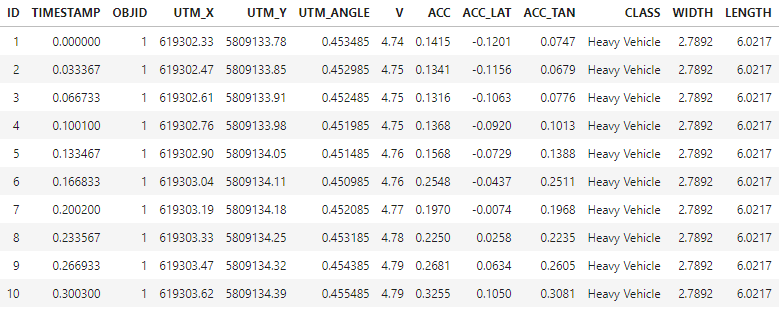 ID TIMESTAMP OBJID UTM_X UTM_Y UTM_ANGLE V ACC ACC_LAT ACC_TAN CLASS WIDTH LENGTH
1 0.000000 1 619302.33 5809133.78 0.453485 4.74 0.1415 -0.1201 0.0747 Heavy Vehicle 2.7892 6.0217
2 0.033367 1 619302.47 5809133.85 0.452985 4.75 0.1341 -0.1156 0.0679 Heavy Vehicle 2.7892 6.0217
3 0.066733 1 619302.61 5809133.91 0.452485 4.75 0.1316 -0.1063 0.0776 Heavy Vehicle 2.7892 6.0217
4 0.100100 1 619302.76 5809133.98 0.451985 4.75 0.1368 -0.0920 0.1013 Heavy Vehicle 2.7892 6.0217
5 0.133467 1 619302.90 5809134.05 0.451485 4.76 0.1568 -0.0729 0.1388 Heavy Vehicle 2.7892 6.0217
6 0.166833 1 619303.04 5809134.11 0.450985 4.76 0.2548 -0.0437 0.2511 Heavy Vehicle 2.7892 6.0217
7 0.200200 1 619303.19 5809134.18 0.452085 4.77 0.1970 -0.0074 0.1968 Heavy Vehicle 2.7892 6.0217
8 0.233567 1 619303.33 5809134.25 0.453185 4.78 0.2250 0.0258 0.2235 Heavy Vehicle 2.7892 6.0217
9 0.266933 1 619303.47 5809134.32 0.454385 4.79 0.2681 0.0634 0.2605 Heavy Vehicle 2.7892 6.0217
10 0.300300 1 619303.62 5809134.39 0.455485 4.79 0.3255 0.1050 0.3081 Heavy Vehicle 2.7892 6.0217